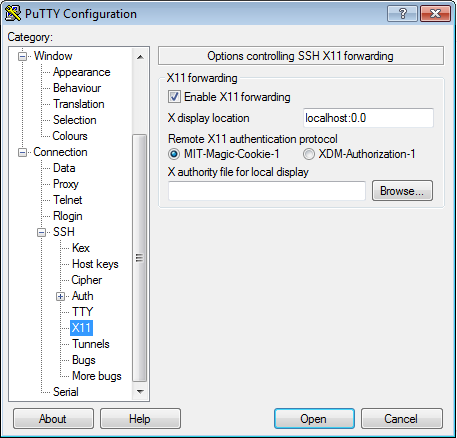 PuTTY Configuration
Category:
Window
Appearance
Behaviour
Translation
Selection
Colours
Connection
Data
Proxy
Telnet
Rlogin
SSH
Kex
Host keys
Cipher
Auth
TTY
X11
Tunnels
Bugs
More bugs
Serial
Options controlling SSH X11 forwarding
X11 forwarding
Enable X11 forwarding
X display location localhost:0.0
Remote X11 authentication protocol
MIT-Magic-Cookie-1 XDM-Authorization-1
X authority file for local display
Browse...
About Help Open Cancel